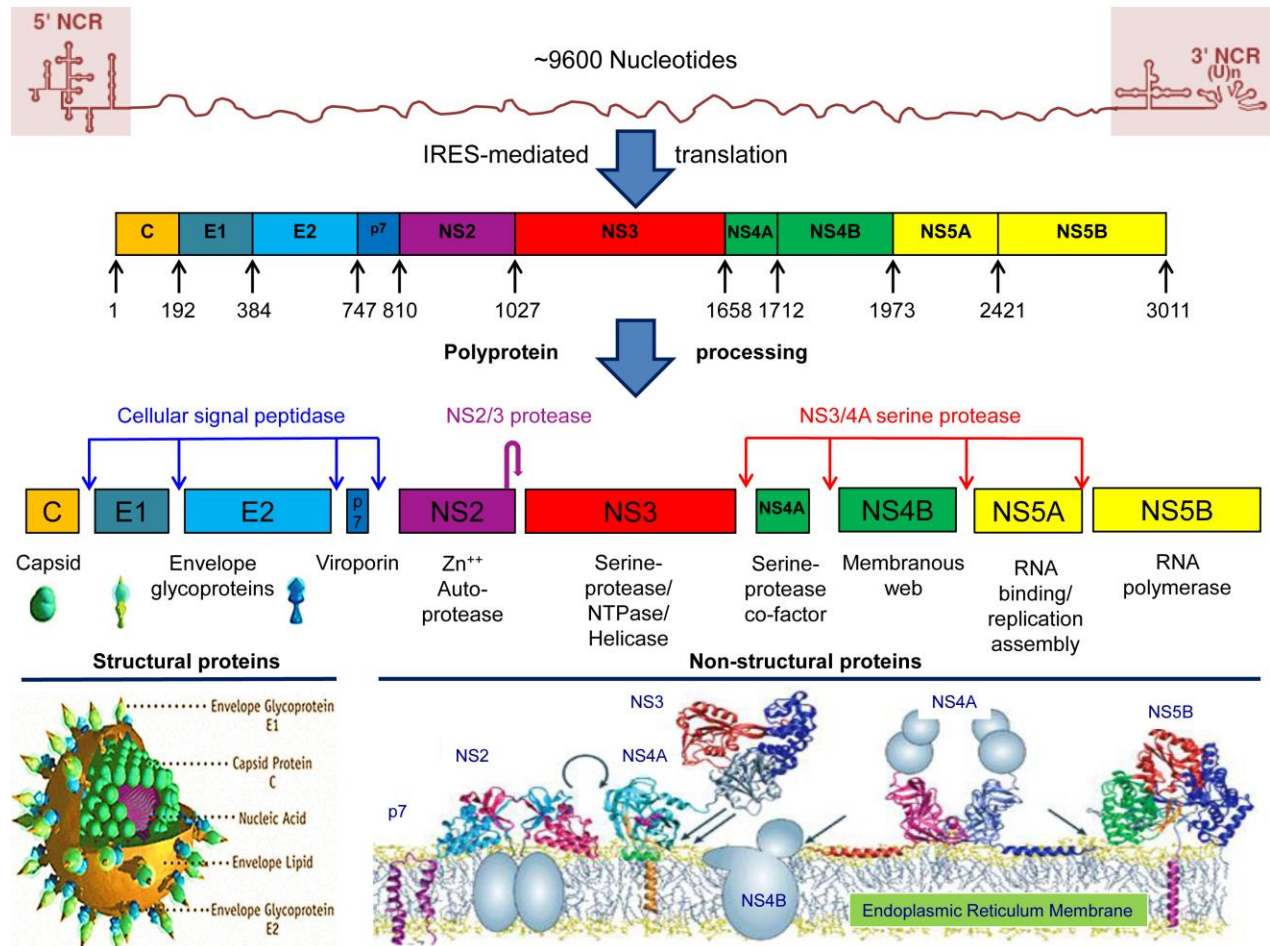 5' NCR
3' NCR
(U)n
~9600 Nucleotides
IRES-mediated translation
C E1 E2 p7 NS2 NS3 NS4A NS4B NS5A NS5B
1 192 384 747 810 1027 1658 1712 1973 2421 3011
Polyprotein processing
Cellular signal peptidase NS2/3 protease NS3/4A serine protease
C E1 E2 p
7 NS2 NS3 NS4A NS4B NS5A NS5B
Capsid
Envelope
glycoproteins
Viroporin
Zn++
Auto-
protease
Serine-
protease/
NTPase/
Helicase
Serine-
protease
co-factor
Membranous
web
RNA
binding/
replication
assembly
RNA
polymerase
Structural proteins
Non-structural proteins
Envelope Glycoprotein
E1
Capsid Protein
C
Nucleic Acid
Envelope Lipid
Envelope Glycoprotein
E2
p7
NS2
NS3
NS4A
NS4B
NS4A
NS5B
Endoplasmic Reticulum Membrane